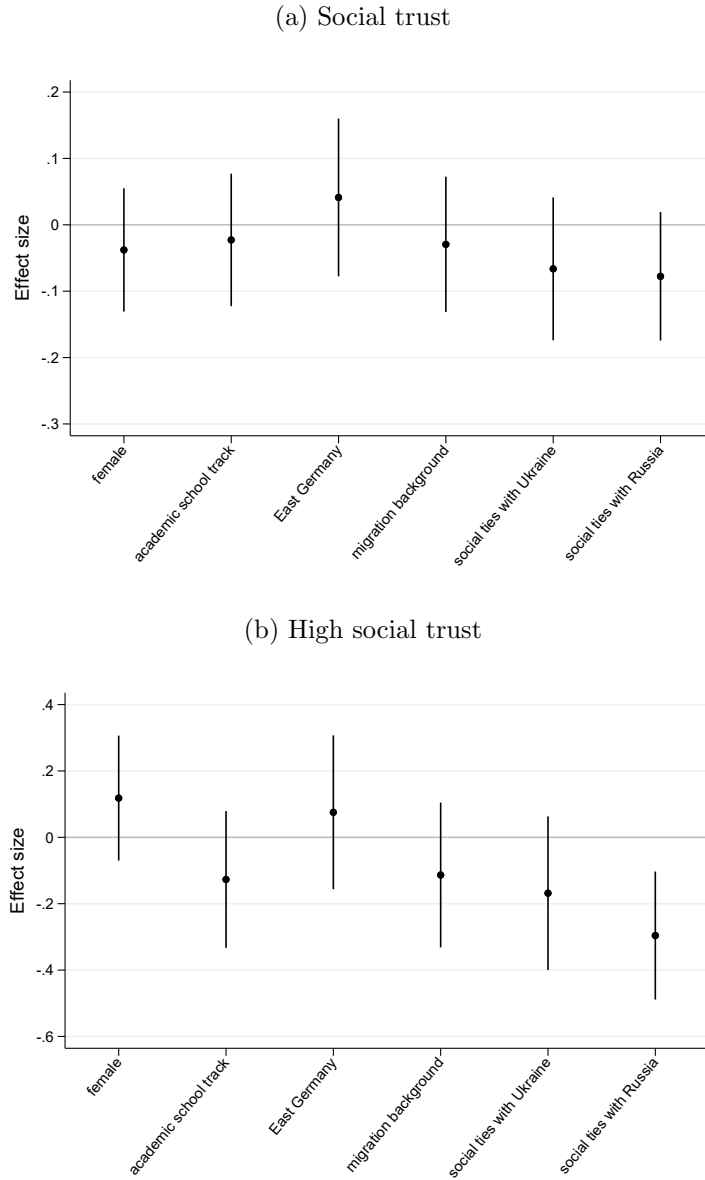 (a) Social trust
.2
.1
0
-.1
-.2
-.3
Effect size
female
academic school track
East Germany
migration background
social ties with Ukraine
social ties with Russia
(b) High social trust
.4
.2
0
-.2
-.4
-.6
Effect size
female
academic school track
East Germany
migration background
social ties with Ukraine
social ties with Russia